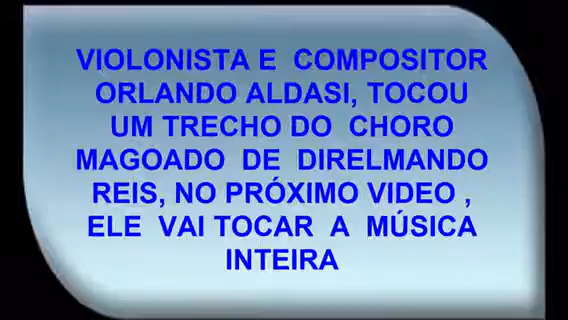 VIOLONISTA E COMPOSITOR
ORLANDO ALDASI, TOCOU
UM TRECHO DO CHORO
MAGOADO DE DIRELMANDO
REIS, NO PRÓXIMO VIDEO ,
ELE VAI TOCAR A MÚSICA
INTEIRA